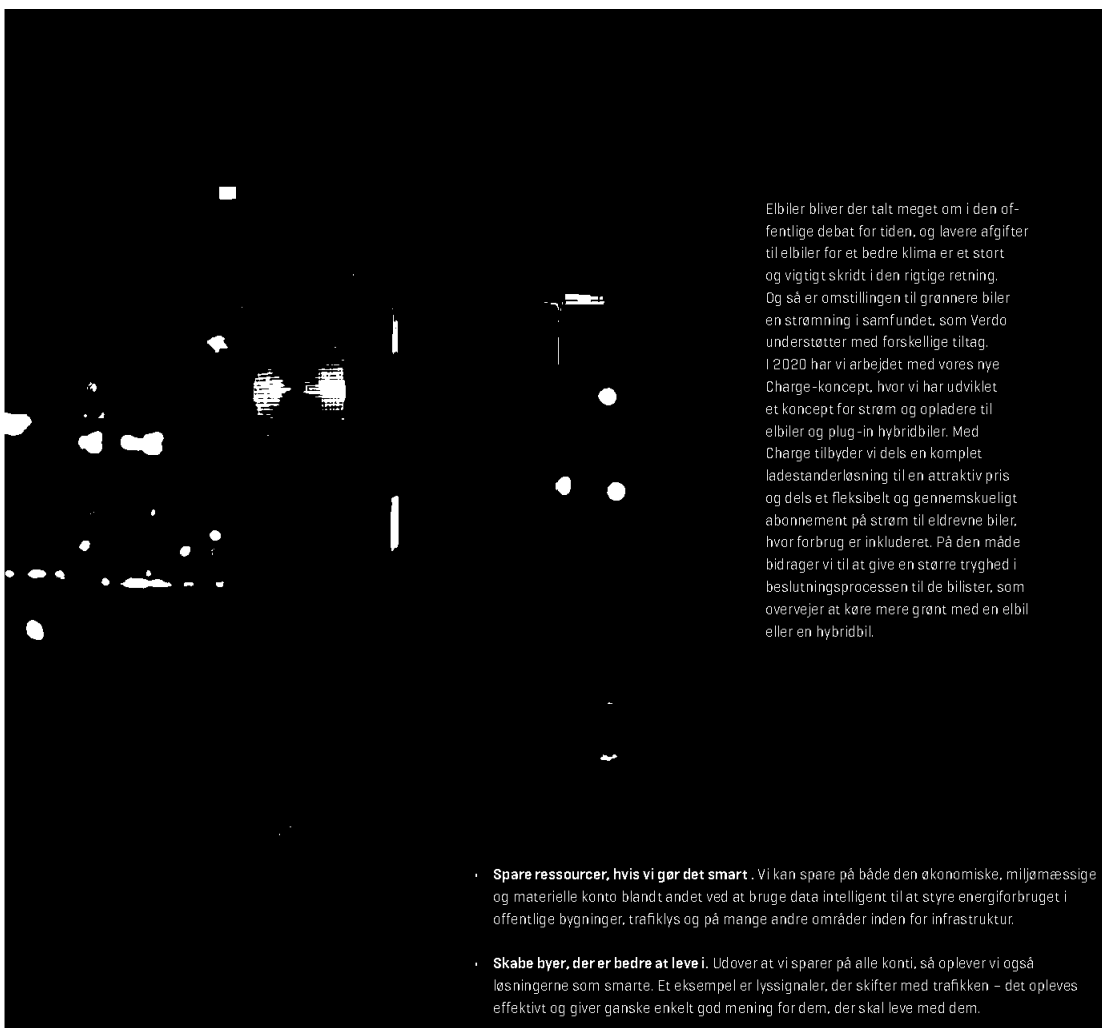 Elbiler bliver der talt meget om i den of-
fentlige debat for tiden, og lavere afgifter
til elbiler for et bedre klima er et stort
og vigtigt skridt i den rigtige retning.
Og så er omstillingen til grønnere biler
en strømning i samfundet, som Verdo
understøtter med forskellige tiltag.
I 2020 har vi arbejdet med vores nye
Charge-koncept, hvor vi har udviklet
et koncept for strøm og opladere til
elbiler og plug-in hybridbiler. Med
Charge tilbyder vi dels en komplet
ladestanderløsning til en attraktiv pris
og dels et fleksibelt og gennemskueligt
abonnement på strøm til eldrevne biler,
hvor forbrug er inkluderet. På den måde
bidrager vi til at give en større tryghed i
beslutningsprocessen til de bilister, som
overvejer at køre mere grønt med en elbil
eller en hybridbil.
· Spare ressourcer, hvis vi gør det smart . Vi kan spare på både den økonomiske, miljømæssige
og materielle konto blandt andet ved at bruge data intelligent til at styre energiforbruget i
offentlige bygninger, trafiklys og på mange andre områder inden for infrastruktur.
· Skabe byer, der er bedre at leve i. Udover at vi sparer på alle konti, så oplever vi også
løsningerne som smarte. Et eksempel er lyssignaler, der skifter med trafikken – det opleves
effektivt og giver ganske enkelt god mening for dem, der skal leve med dem.